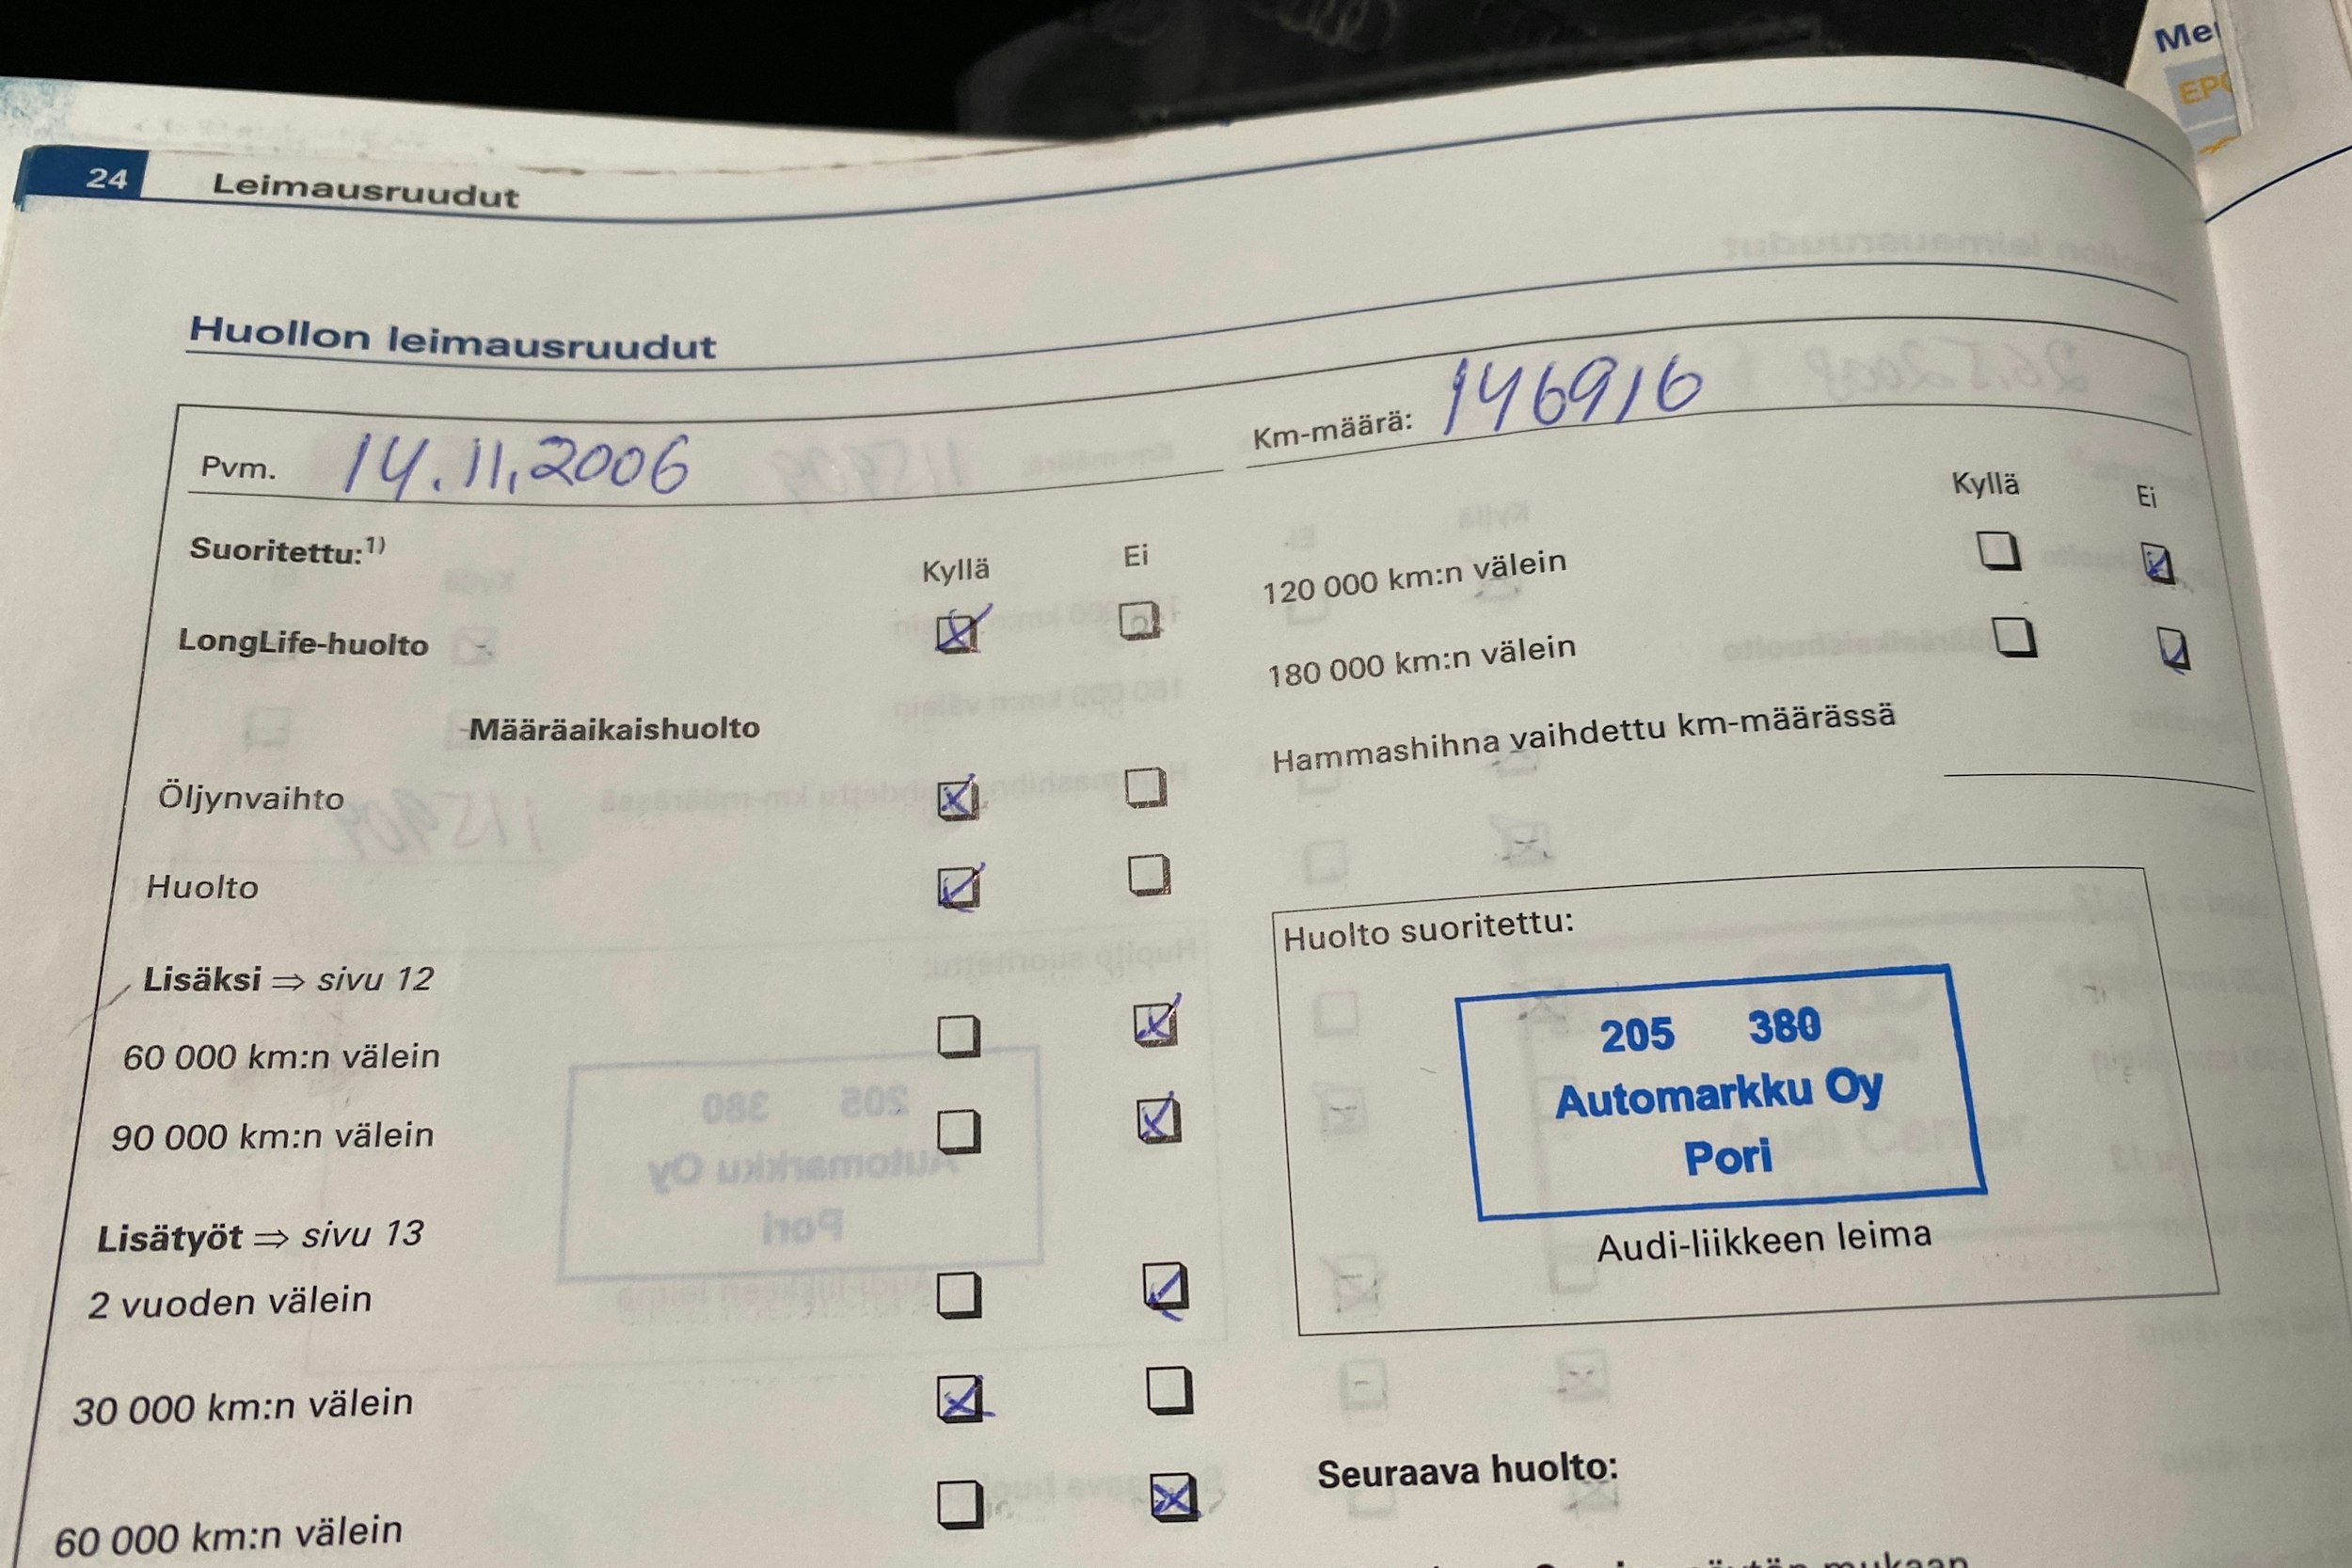 Me
EP
24 Leimausruudut
Huollon leimausruudut
Pvm. 14.11.2006
Suoritettu:1) Kyllä Ei
LongLife-huolto
Määräaikaishuolto
Öljynvaihto
Huolto
Lisäksi ⇒ sivu 12
60 000 km:n välein
90 000 km:n välein
Lisätyöt ⇒ sivu 13
2 vuoden välein
30 000 km:n välein
60 000 km:n välein
Km-määrä: 146916
Kyllä Ei
120 000 km:n välein
180 000 km:n välein
Hammashihna vaihdettu km-määrässä
Huolto suoritettu:
205 380
Automarkku Oy
Pori
Audi-liikkeen leima
Seuraava huolto:
mukaan